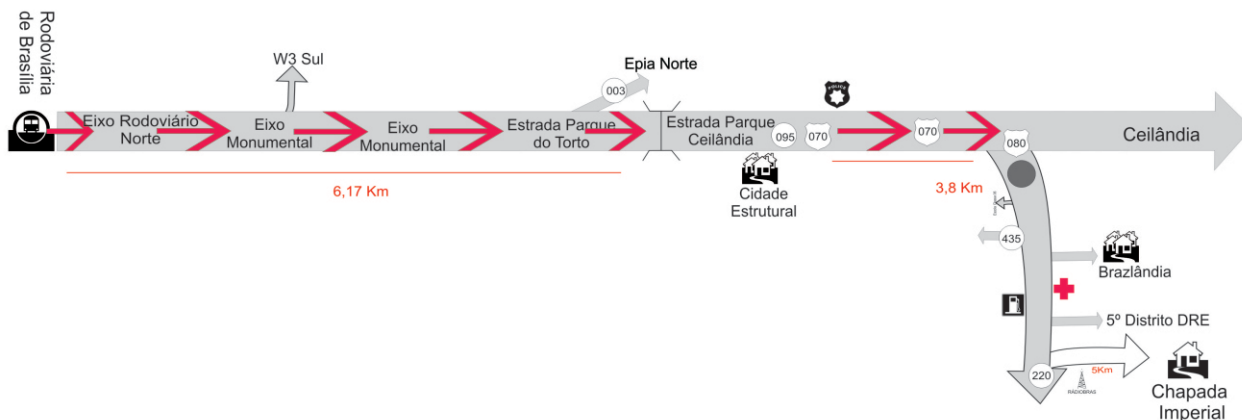 Rodoviária
de Brasília
W3 Sul
Epia Norte
003
POLICE
Eixo Rodoviário
Norte
Eixo
Monumental
Eixo
Monumental
Estrada Parque
do Torto
Estrada Parque
Ceilândia
095
070
070
080
Ceilândia
6,17 Km
3,8 Km
Cidade
Estrutural
435
Brazlândia
5º Distrito DRE
220
5Km
RADIOBRAS
Chapada
Imperial